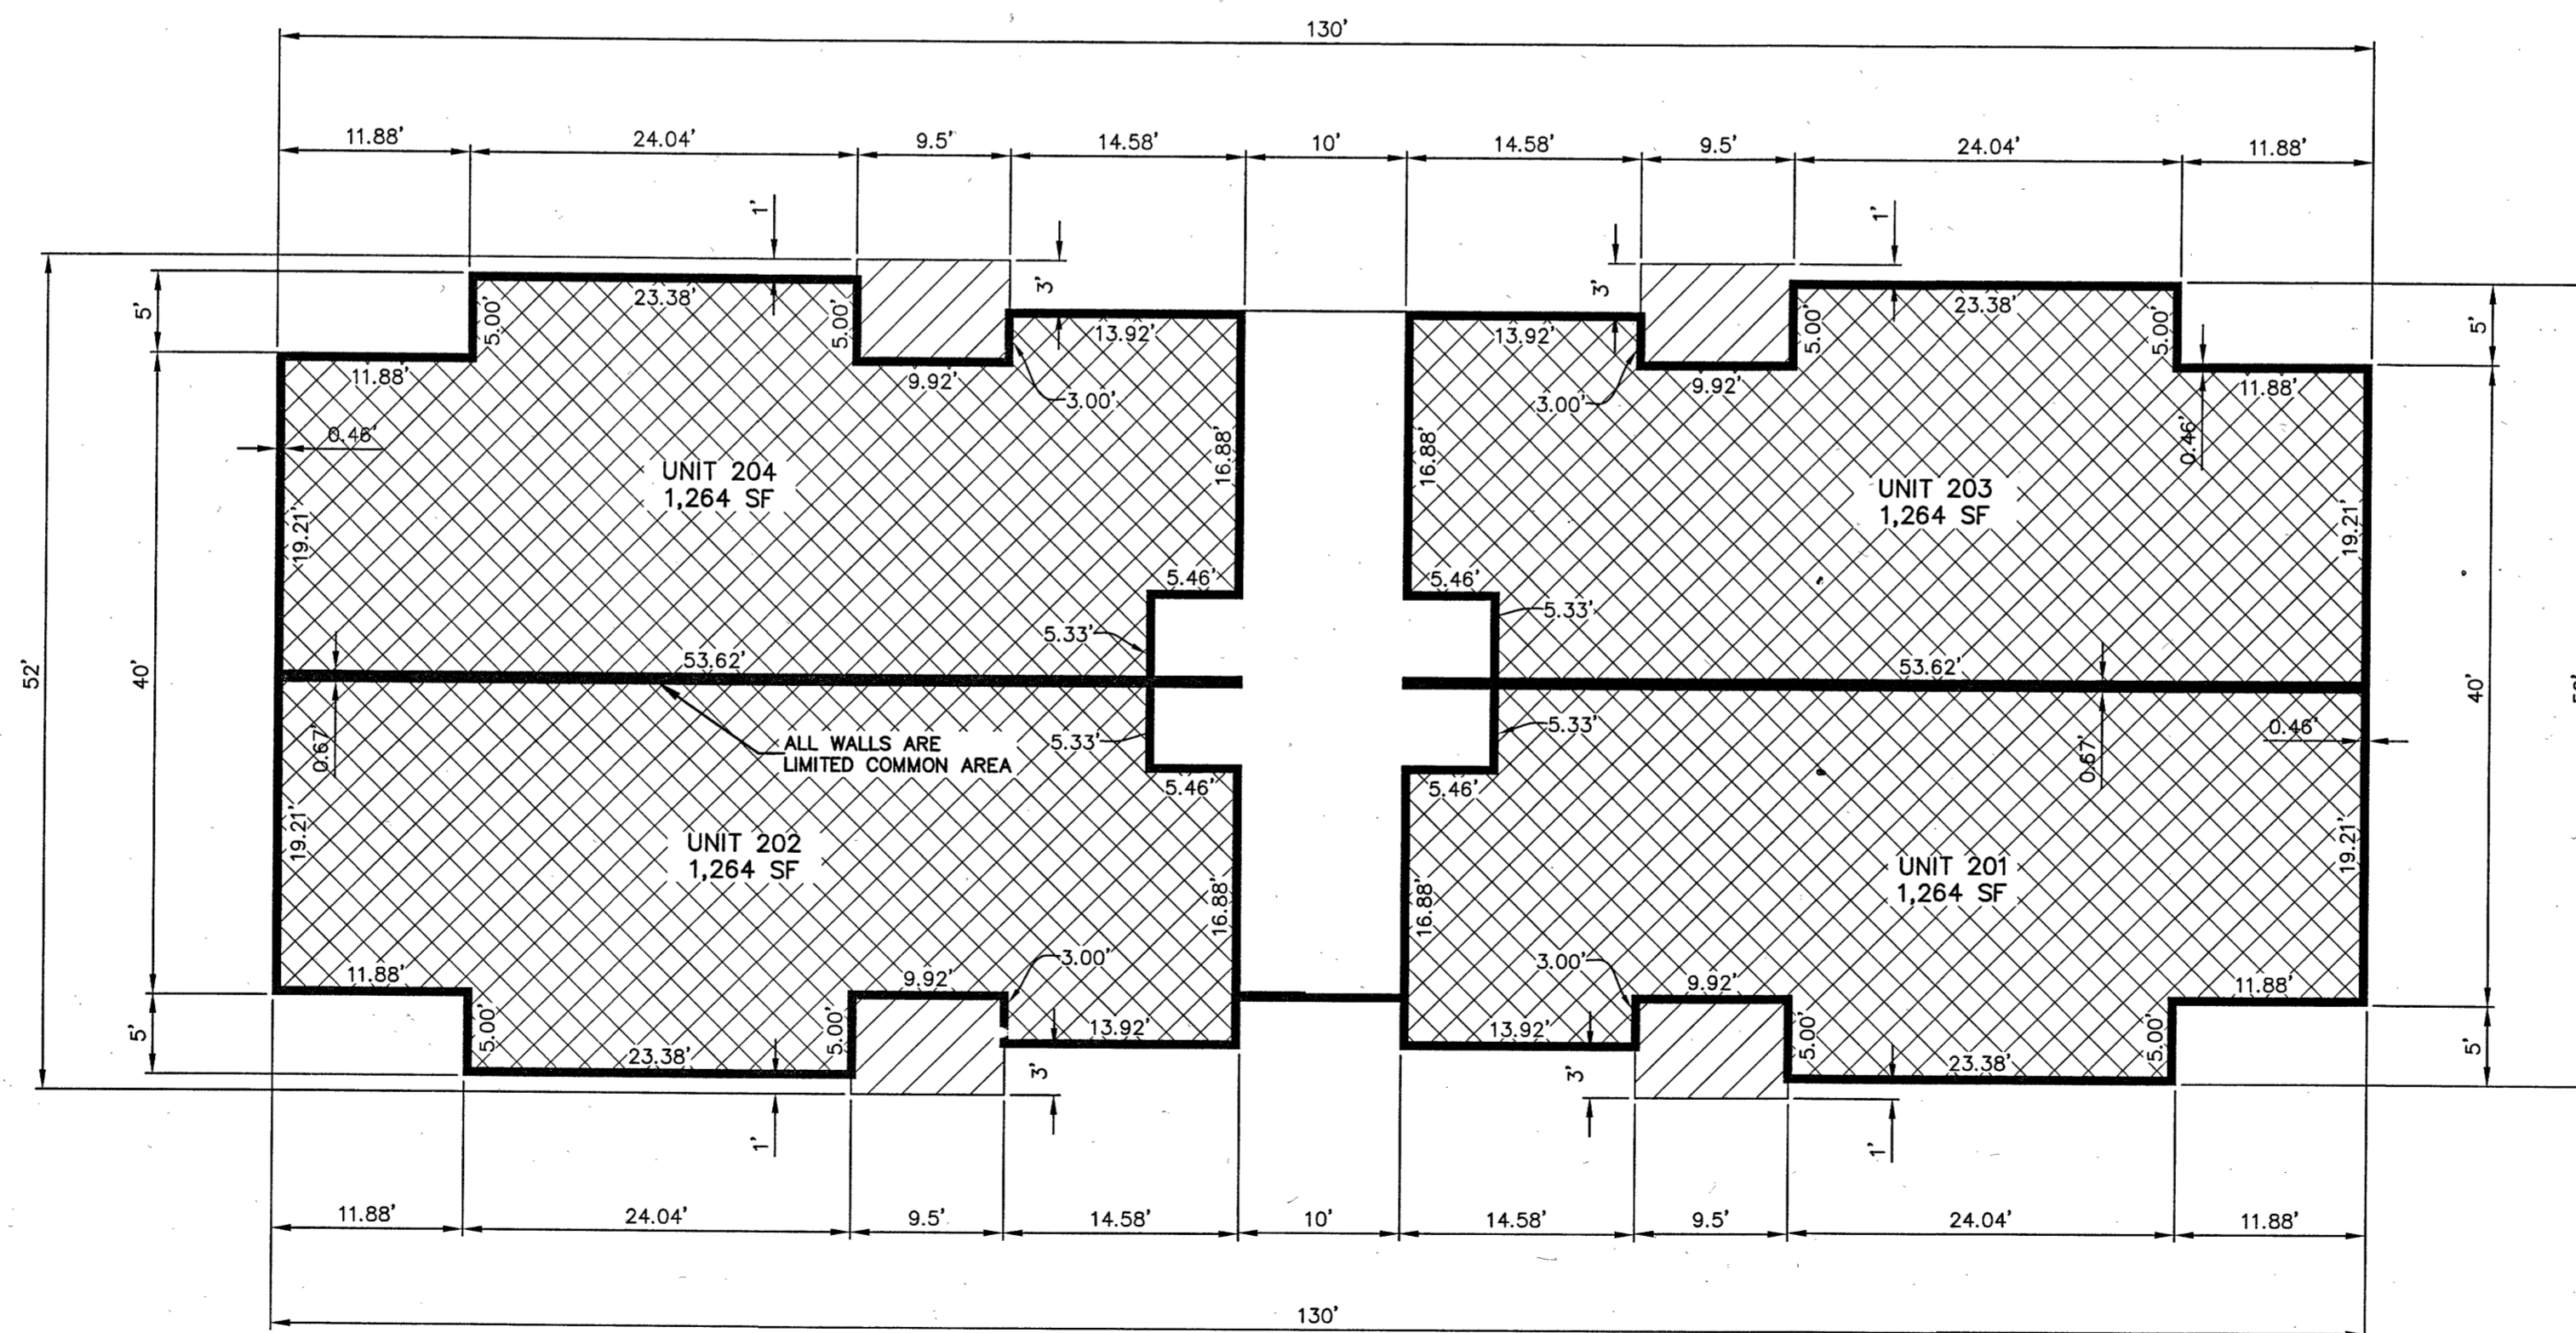 130'
11.88' 24.04' 9.5' 14.58' 10' 14.58' 9.5' 24.04' 11.88'
1' 1'
3' 3'
5' 5.00' 23.38' 5.00' 13.92' 13.92' 5.00' 23.38' 5.00' 5'
11.88' 9.92' 3.00' 3.00' 9.92' 11.88'
0.46' 16.88' 16.88' 0.46'
UNIT 204
1,264 SF
UNIT 203
1,264 SF
19.21' 19.21'
5.46' 5.46'
5.33' 5.33'
52' 40' 53.62' 53.62' 40'
0.67' 5.33' 5.33' 0.67' 0.46'
ALL WALLS ARE
LIMITED COMMON AREA
5.46' 5.46'
19.21' 19.21'
UNIT 202
1,264 SF
UNIT 201
1,264 SF
16.88' 16.88'
11.88' 9.92' 3.00' 3.00' 9.92' 11.88'
5' 5.00' 23.38' 5.00' 13.92' 13.92' 5.00' 23.38' 5.00' 5'
3' 3'
1' 1'
11.88' 24.04' 9.5' 14.58' 10' 14.58' 9.5' 24.04' 11.88'
130'